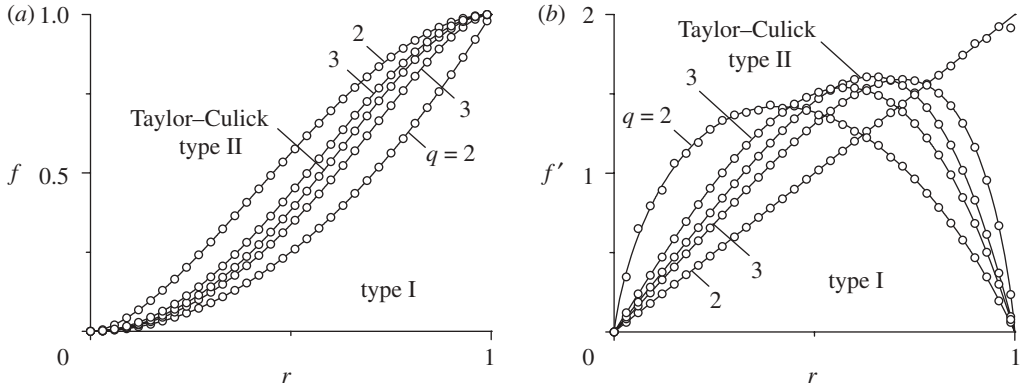 (a)
1.0
2
3
Taylor–Culick
type II
3
f 0.5
q = 2
type I
0
r
1
(b)
2
Taylor–Culick
type II
3
q = 2
f′ 1
3
2
type I
0
r
1